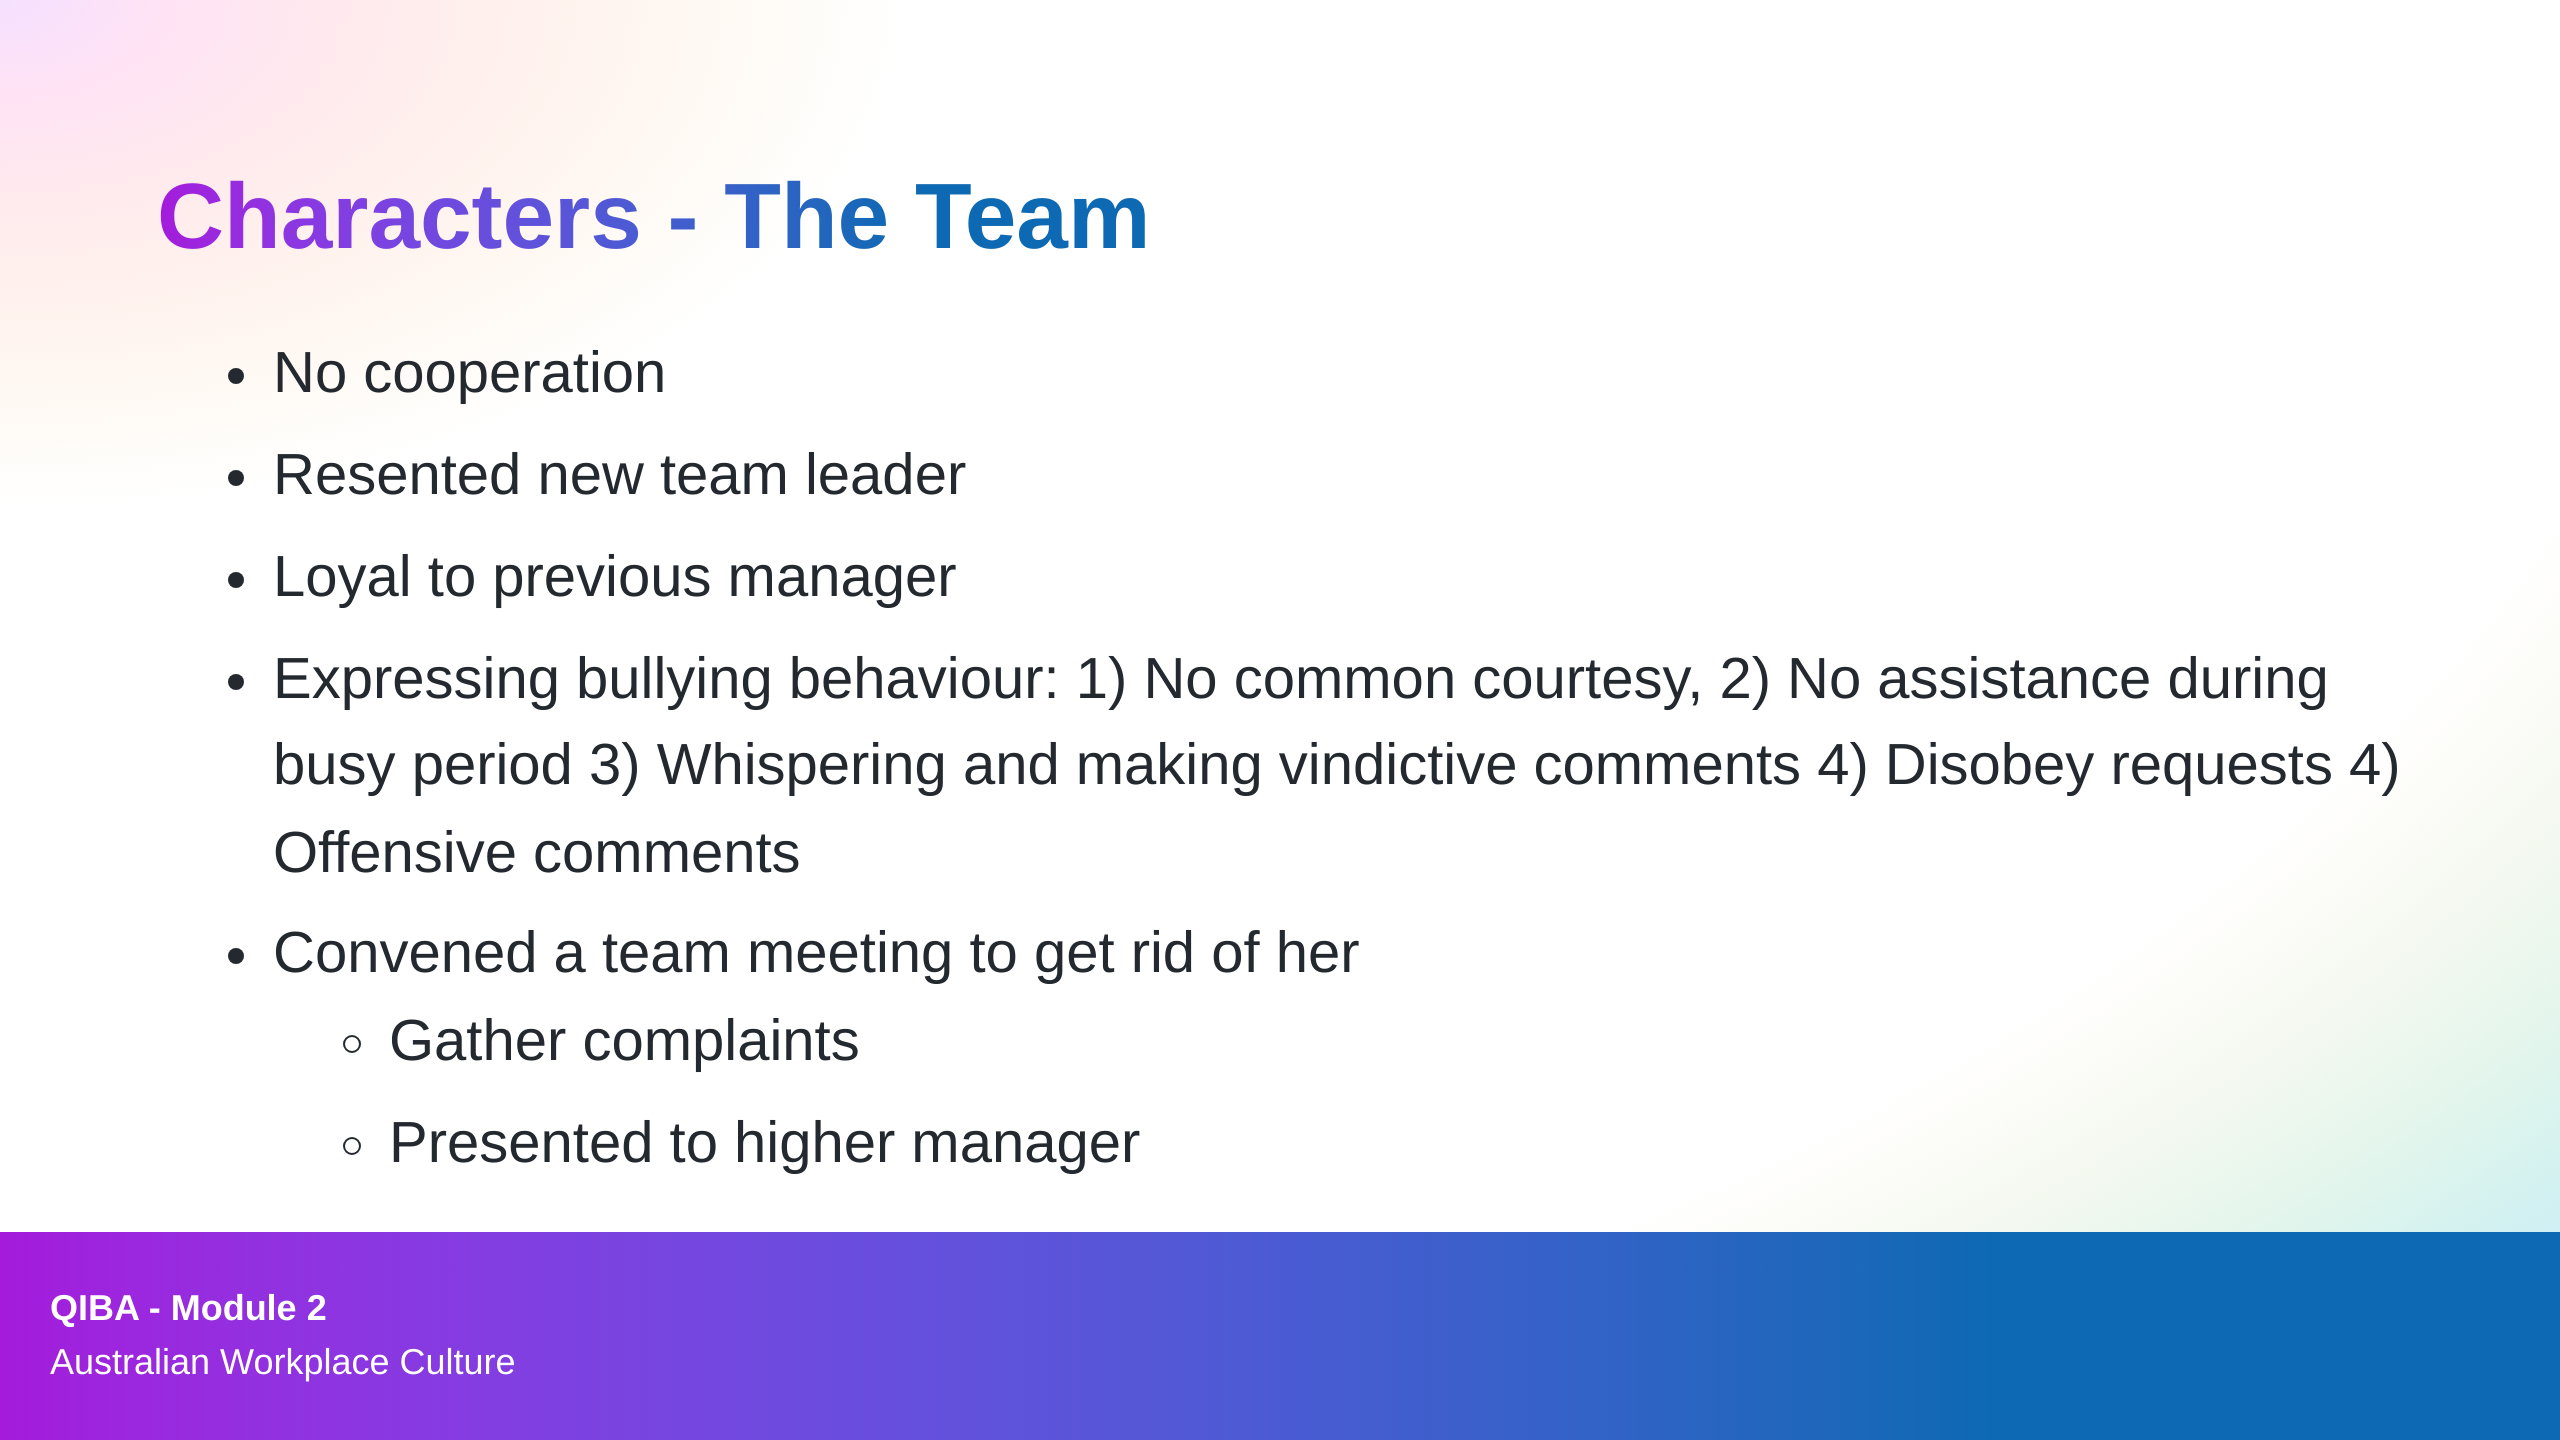 Characters - The Team
• No cooperation
• Resented new team leader
• Loyal to previous manager
• Expressing bullying behaviour: 1) No common courtesy, 2) No assistance during
busy period 3) Whispering and making vindictive comments 4) Disobey requests 4)
Offensive comments
• Convened a team meeting to get rid of her
◦ Gather complaints
◦ Presented to higher manager
QIBA - Module 2
Australian Workplace Culture